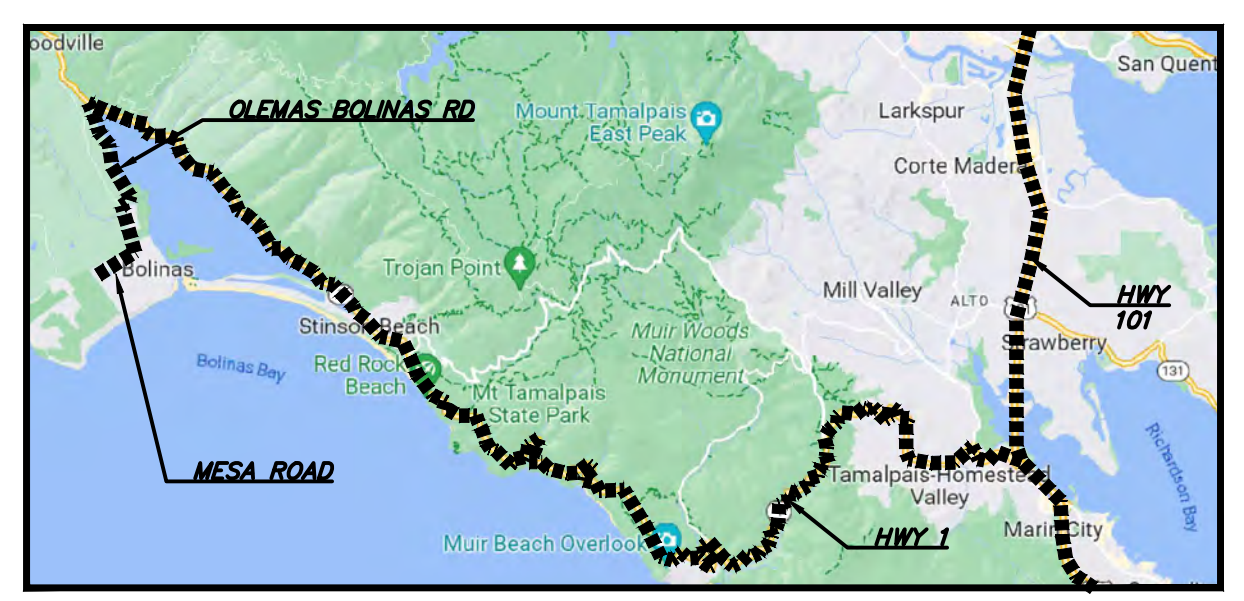 oodville
San Quent
OLEMAS BOLINAS RD
Mount Tamalpais
East Peak
Larkspur
Corte Madera
Trojan Point
Bolinas
Mill Valley
ALTO
HWY
101
Stinson Beach
Muir Woods
National
Monument
Strawberry
Bolinas Bay
Red Rock
Beach
131
Mt Tamalpais
State Park
MESA ROAD
Richardson Bay
Tamalpais-Homestead
Valley
Marin City
HWY 1
Muir Beach Overlook